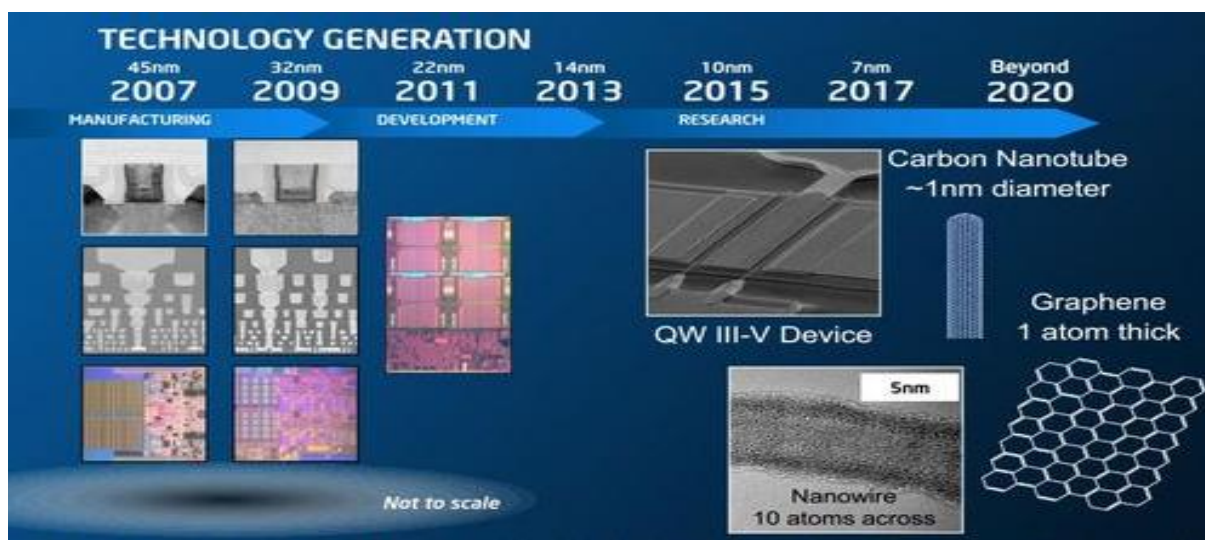 TECHNOLOGY GENERATION
45nm 32nm 22nm 14nm 10nm 7nm Beyond
2007 2009 2011 2013 2015 2017 2020
MANUFACTURING DEVELOPMENT RESEARCH
Carbon Nanotube
~1nm diameter
QW III-V Device
Graphene
1 atom thick
5nm
Nanowire
10 atoms across
Not to scale